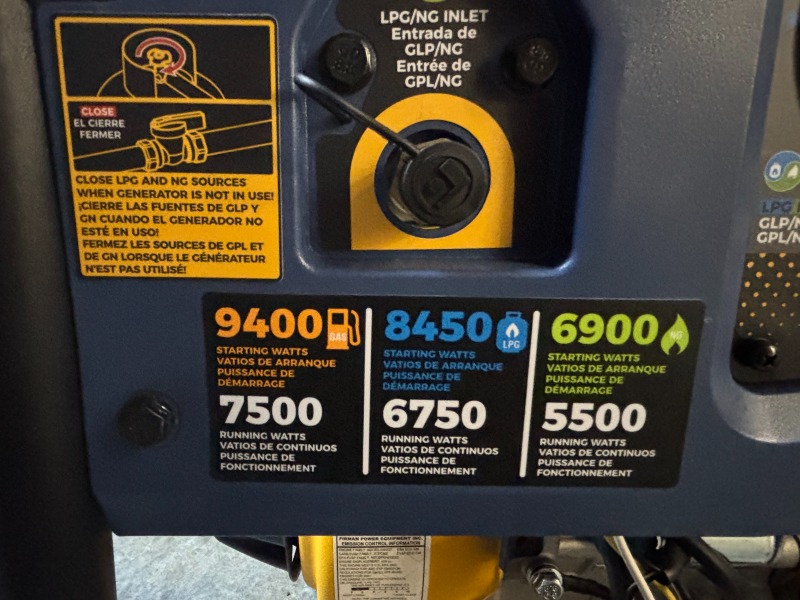 LPG/NG INLET
Entrada de
GLP/NG
Entrée de
GPL/NG
CLOSE
EL CIERRE
FERMER
CLOSE LPG AND NG SOURCES
WHEN GENERATOR IS NOT IN USE!
¡CIERRE LAS FUENTES DE GLP Y
GN CUANDO EL GENERADOR NO
ESTÉ EN USO!
FERMEZ LES SOURCES DE GPL ET
DE GN LORSQUE LE GÉNÉRATEUR
N'EST PAS UTILISÉ!
LPG
GLP/N
GPL/N
9400
GAS
STARTING WATTS
VATIOS DE ARRANQUE
PUISSANCE DE
DÉMARRAGE
7500
RUNNING WATTS
VATIOS DE CONTINUOS
PUISSANCE DE
FONCTIONNEMENT
8450
LPG
STARTING WATTS
VATIOS DE ARRANQUE
PUISSANCE DE
DÉMARRAGE
6750
RUNNING WATTS
VATIOS DE CONTINUOS
PUISSANCE DE
FONCTIONNEMENT
6900
NG
STARTING WATTS
VATIOS DE ARRANQUE
PUISSANCE DE
DÉMARRAGE
5500
RUNNING WATTS
VATIOS DE CONTINUOS
PUISSANCE DE
FONCTIONNEMENT
FIRMAN POWER EQUIPMENT INC.
EMISSION CONTROL INFORMATION